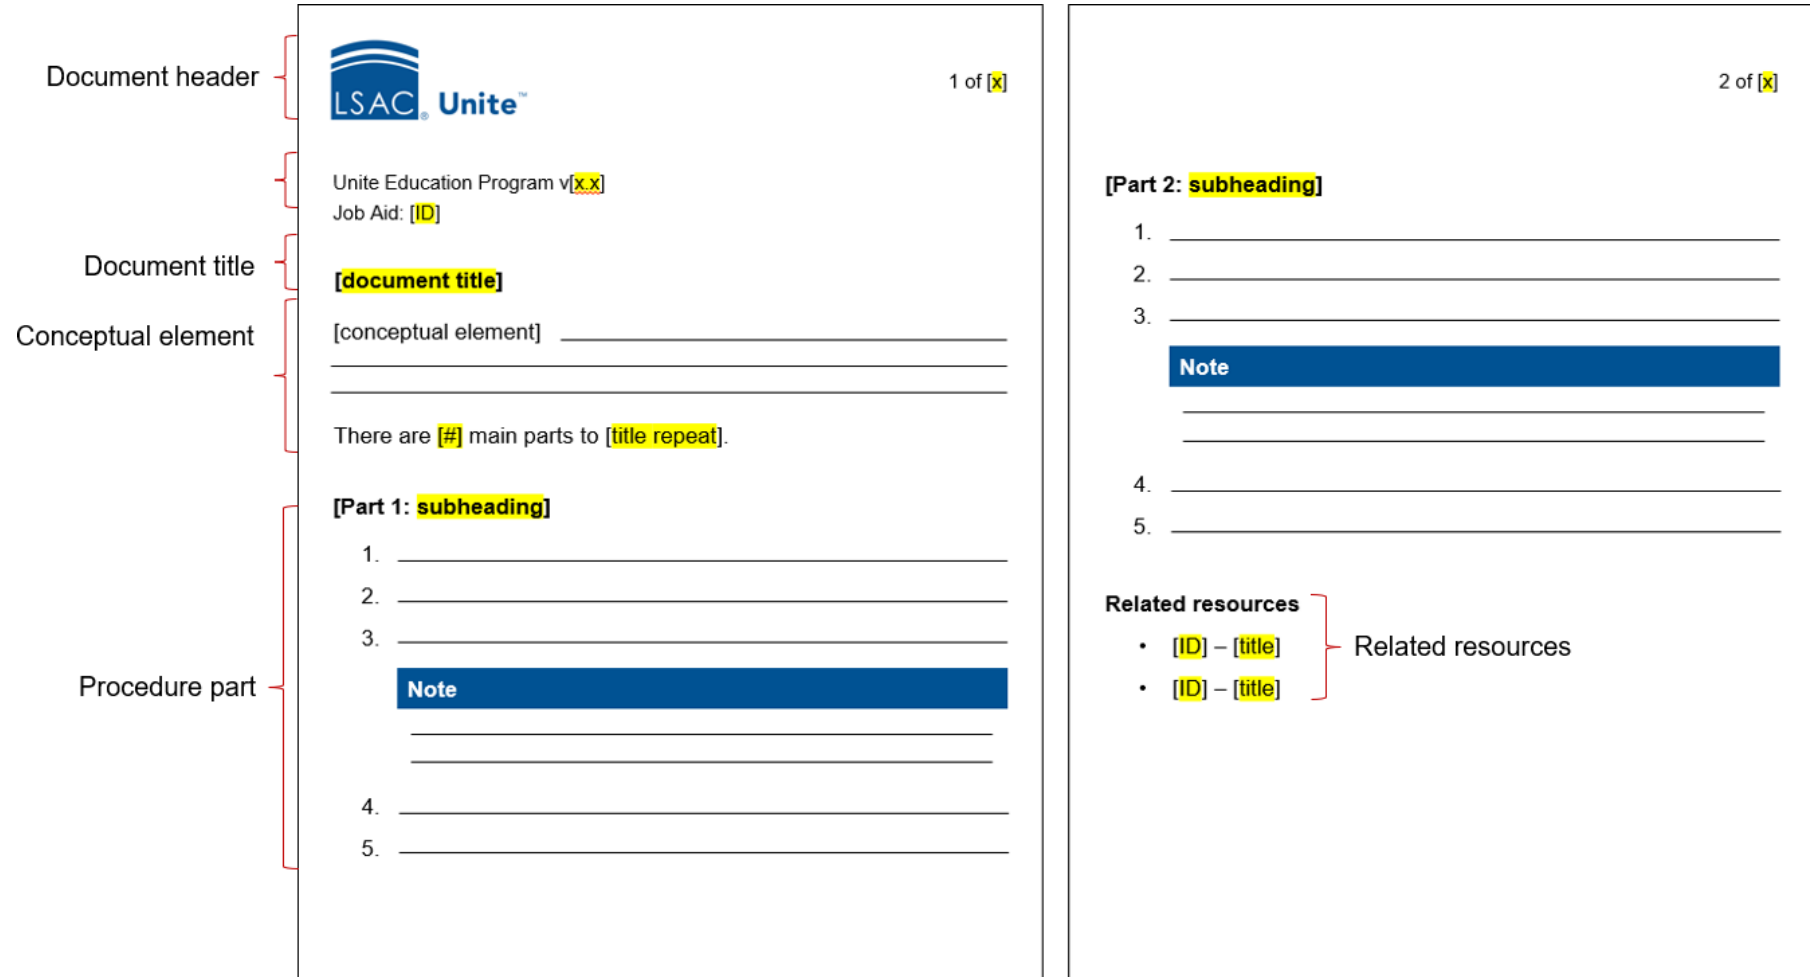 Document header
LSAC® Unite™
1 of [x]
Unite Education Program v[x.x]
Job Aid: [ID]
Document title
[document title]
Conceptual element
[conceptual element]
There are [#] main parts to [title repeat].
Procedure part
[Part 1: subheading]
1.
2.
3.
Note
4.
5.
2 of [x]
[Part 2: subheading]
1.
2.
3.
Note
4.
5.
Related resources
• [ID] – [title]
• [ID] – [title]
Related resources